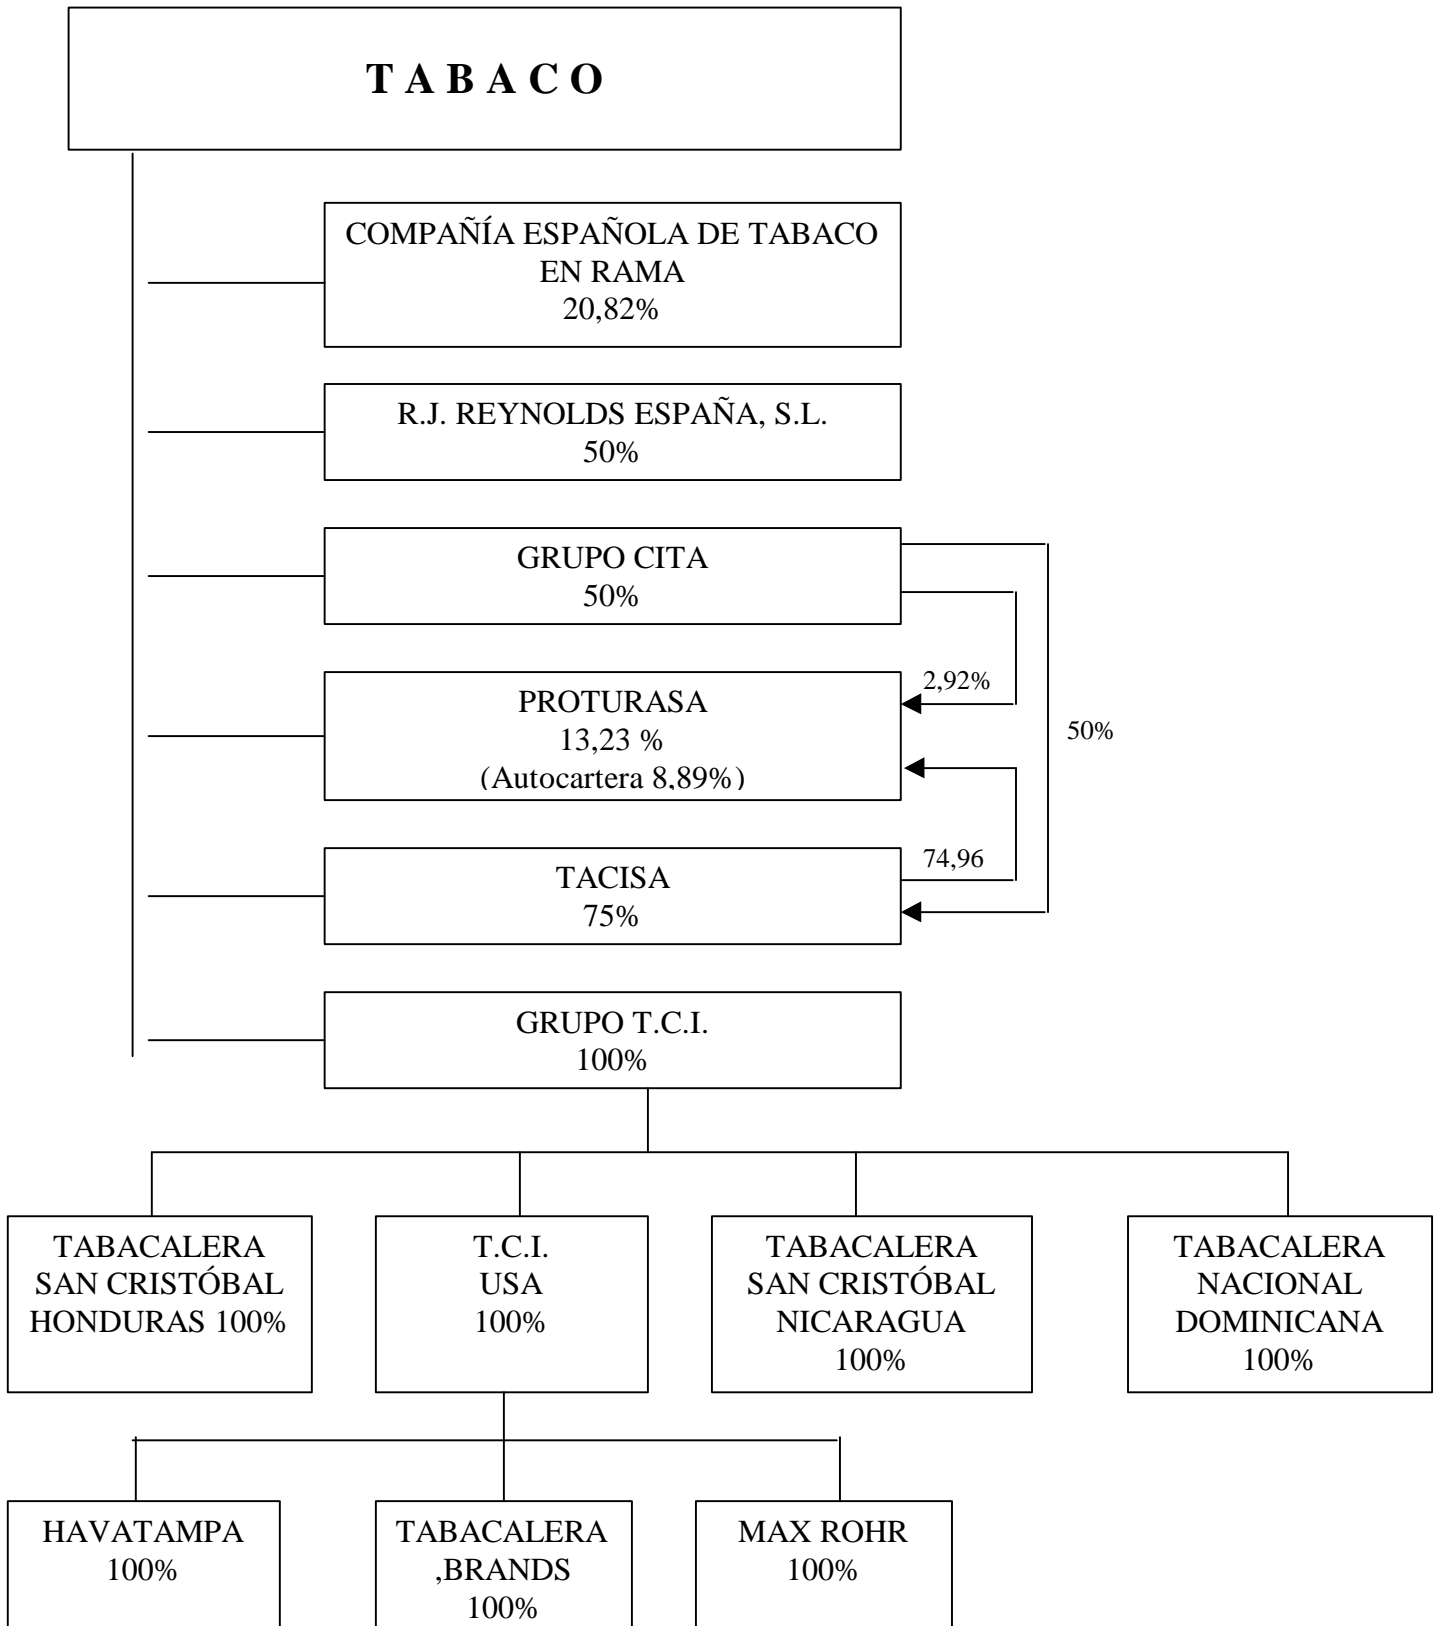 T A B A C O
COMPAÑÍA ESPAÑOLA DE TABACO
EN RAMA
20,82%
R.J. REYNOLDS ESPAÑA, S.L.
50%
GRUPO CITA
50%
PROTURASA
13,23 %
(Autocartera 8,89%)
2,92%
50%
TACISA
75%
74,96
GRUPO T.C.I.
100%
TABACALERA
SAN CRISTÓBAL
HONDURAS 100%
T.C.I.
USA
100%
TABACALERA
SAN CRISTÓBAL
NICARAGUA
100%
TABACALERA
NACIONAL
DOMINICANA
100%
HAVATAMPA
100%
TABACALERA
,BRANDS
100%
MAX ROHR
100%